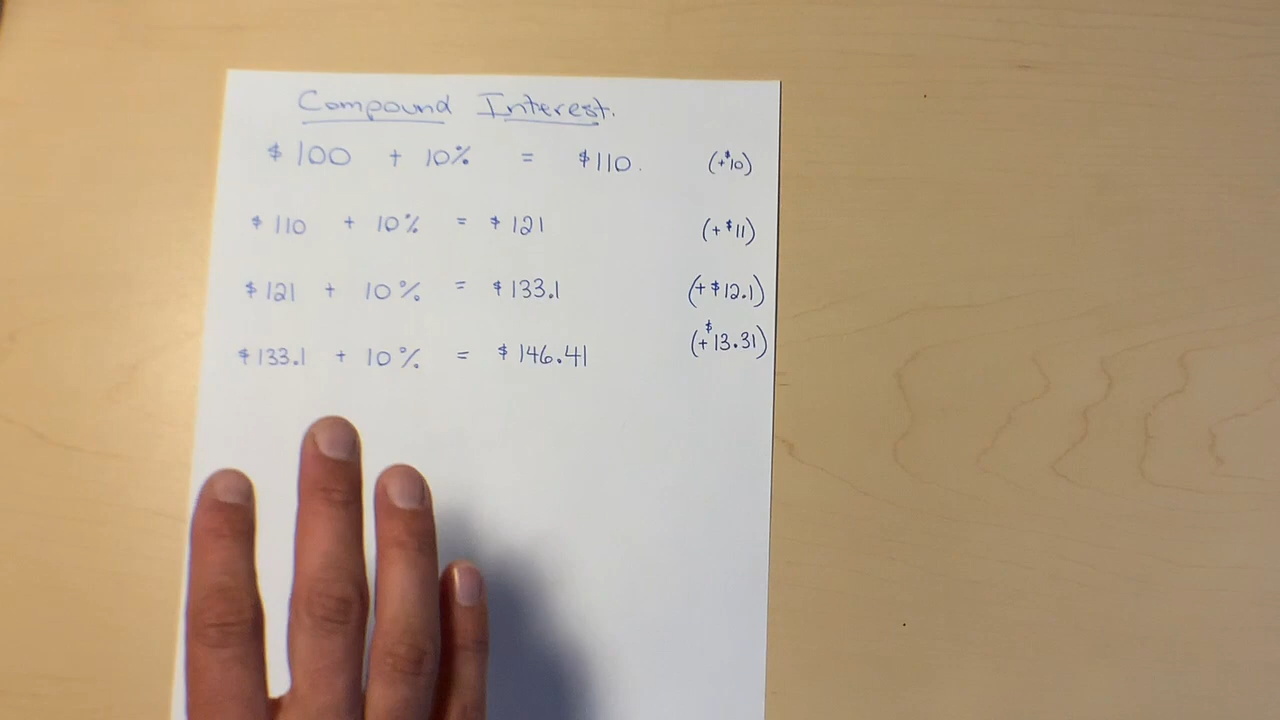 Compound Interest.
$ 100 + 10% = $110. (+$10)
$ 110 + 10% = $ 121 (+$11)
$ 121 + 10% = $ 133.1 (+$12.1)
$133.1 + 10% = $ 146.41 (+$13.31)